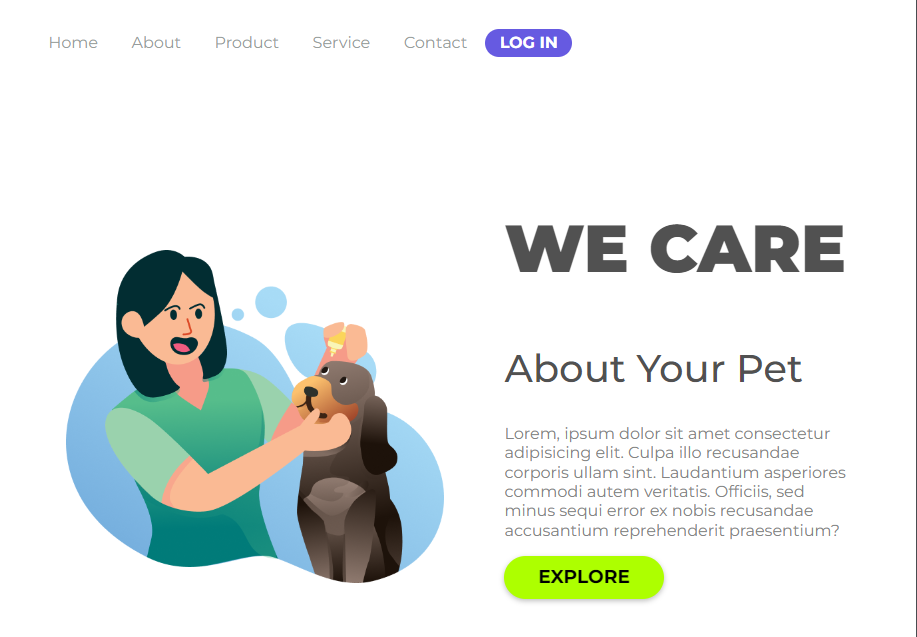 Home About Product Service Contact LOG IN
WE CARE
About Your Pet
Lorem, ipsum dolor sit amet consectetur
adipisicing elit. Culpa illo recusandae
corporis ullam sint. Laudantium asperiores
commodi autem veritatis. Officiis, sed
minus sequi error ex nobis recusandae
accusantium reprehenderit praesentium?
EXPLORE